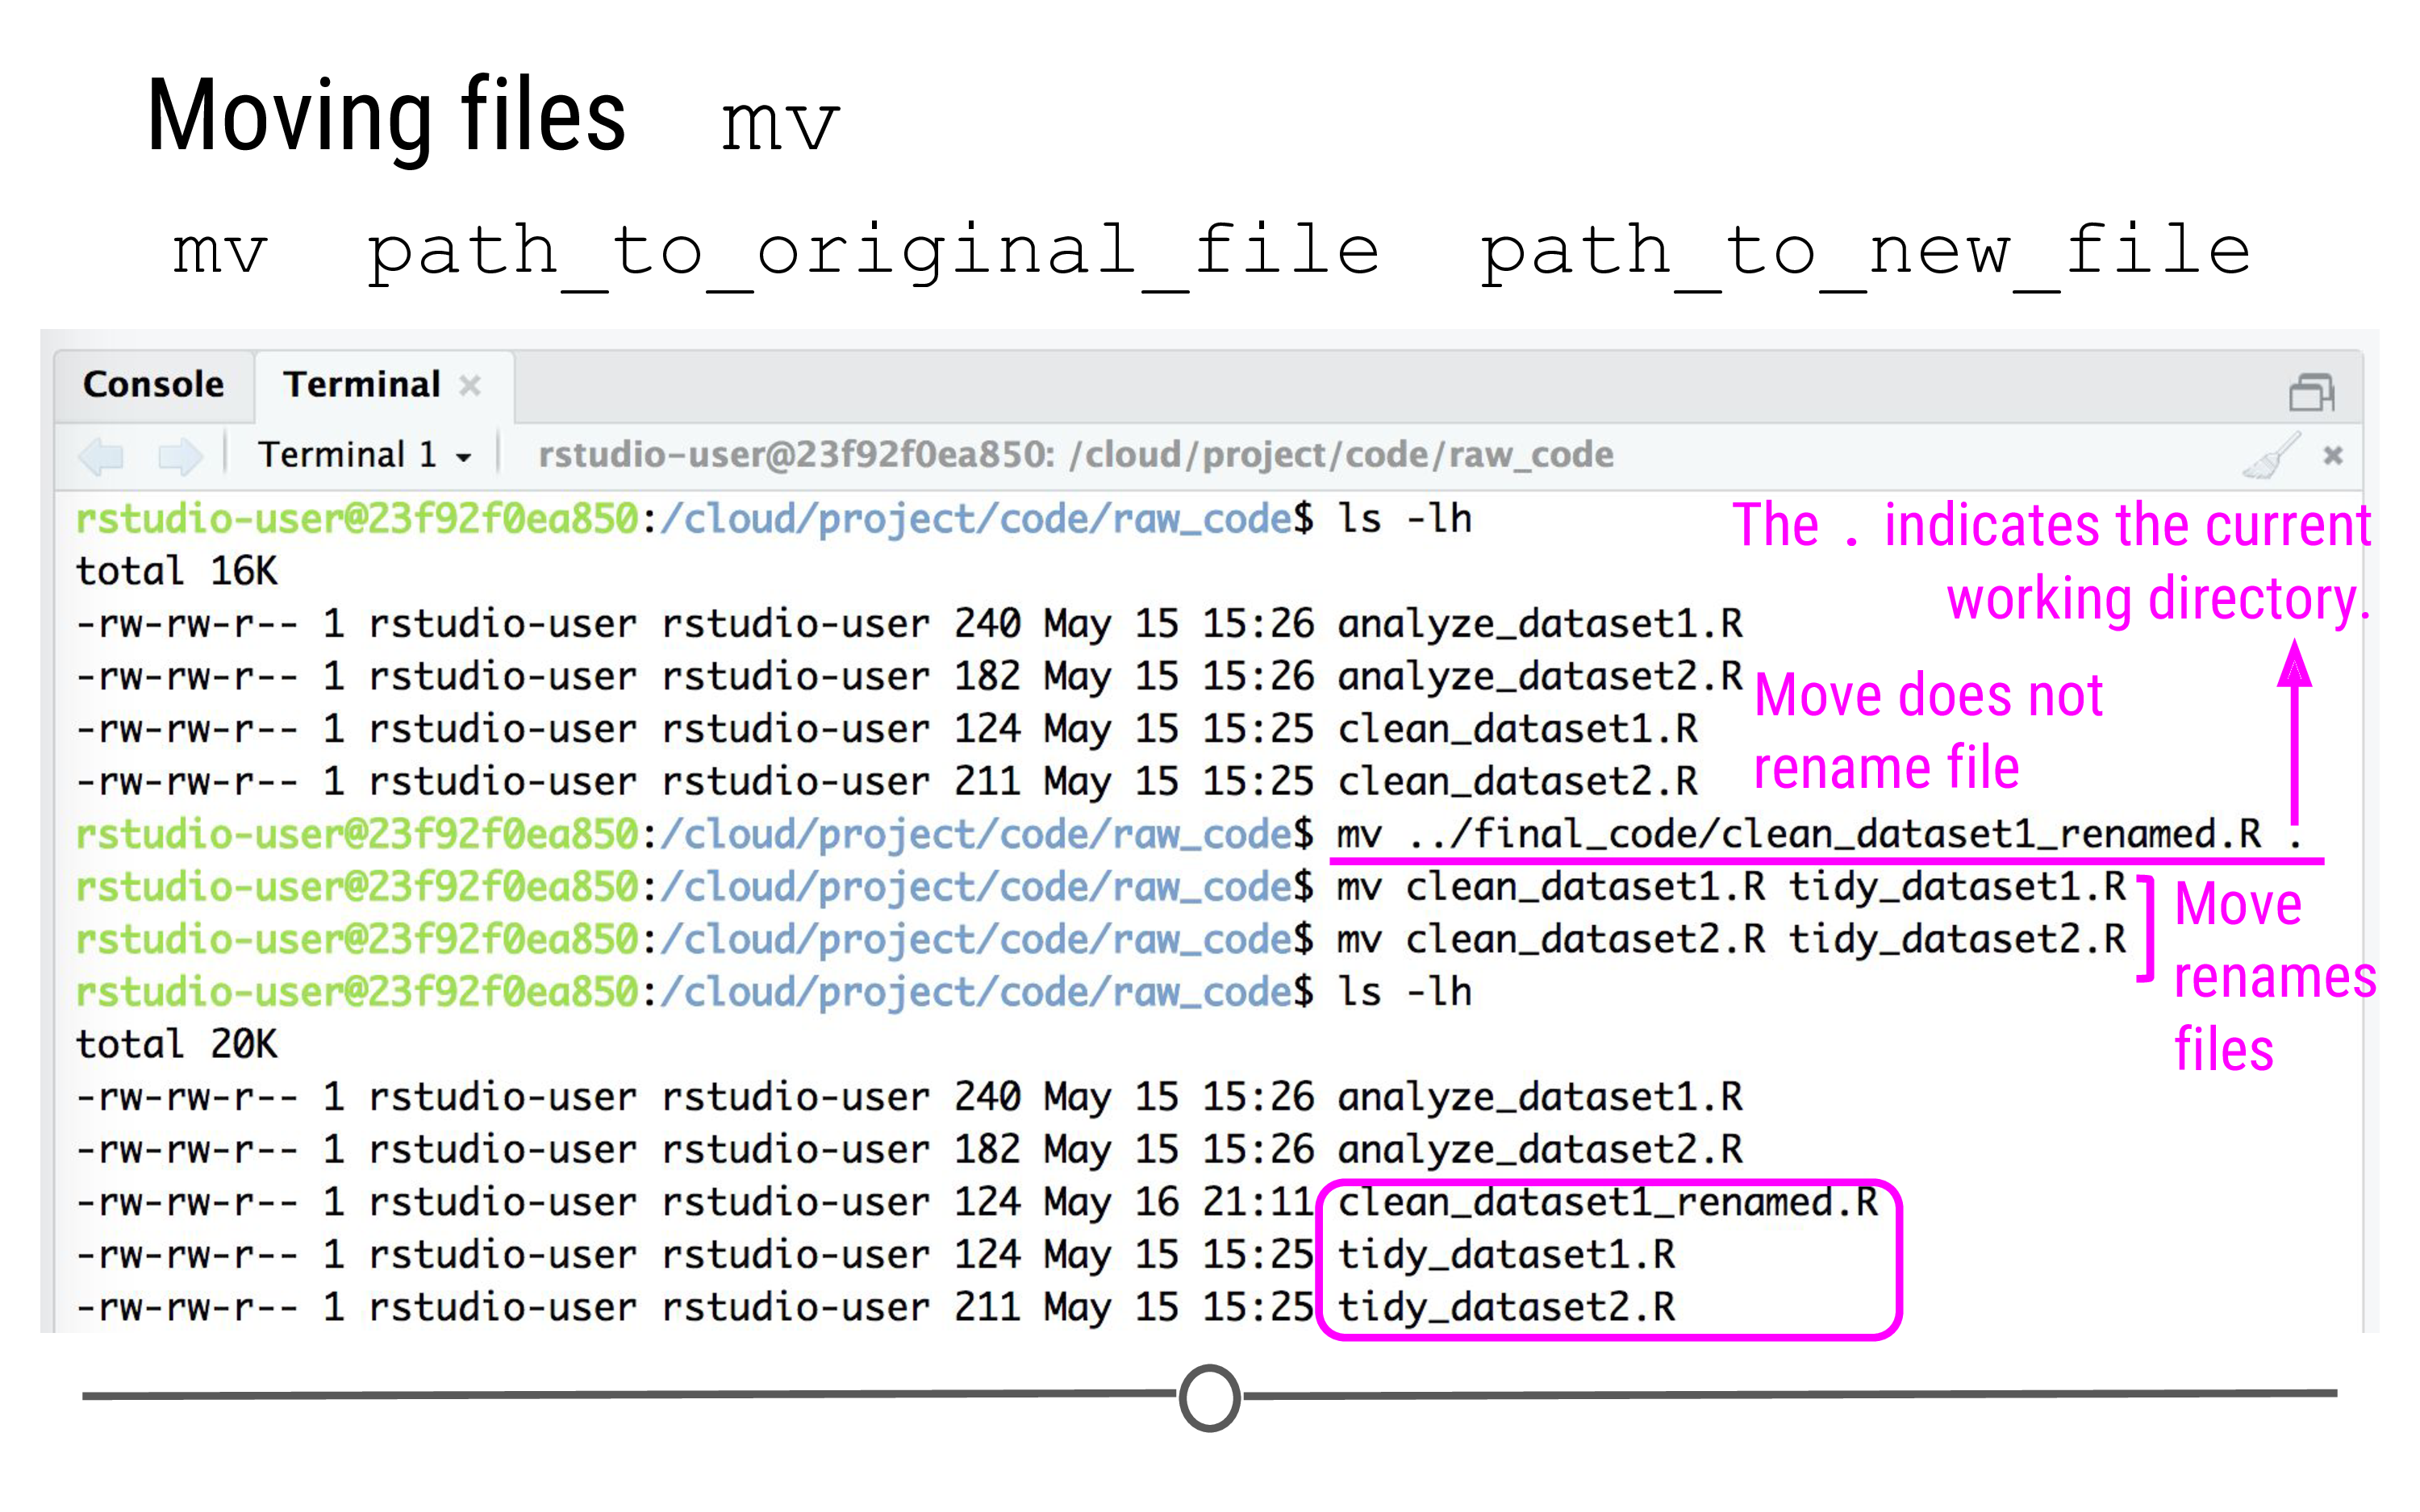 Moving files mv
mv path_to_original_file path_to_new_file
Console Terminal
Terminal 1 rstudio-user@23f92f0ea850: /cloud/project/code/raw_code
rstudio-user@23f92f0ea850:/cloud/project/code/raw_code$ ls -lh
The . indicates the current
working directory.
total 16K
-rw-rw-r-- 1 rstudio-user rstudio-user 240 May 15 15:26 analyze_dataset1.R
-rw-rw-r-- 1 rstudio-user rstudio-user 182 May 15 15:26 analyze_dataset2.R
-rw-rw-r-- 1 rstudio-user rstudio-user 124 May 15 15:25 clean_dataset1.R
-rw-rw-r-- 1 rstudio-user rstudio-user 211 May 15 15:25 clean_dataset2.R
Move does not
rename file
rstudio-user@23f92f0ea850:/cloud/project/code/raw_code$ mv ../final_code/clean_dataset1_renamed.R .
rstudio-user@23f92f0ea850:/cloud/project/code/raw_code$ mv clean_dataset1.R tidy_dataset1.R
rstudio-user@23f92f0ea850:/cloud/project/code/raw_code$ mv clean_dataset2.R tidy_dataset2.R
Move
renames
files
rstudio-user@23f92f0ea850:/cloud/project/code/raw_code$ ls -lh
total 20K
-rw-rw-r-- 1 rstudio-user rstudio-user 240 May 15 15:26 analyze_dataset1.R
-rw-rw-r-- 1 rstudio-user rstudio-user 182 May 15 15:26 analyze_dataset2.R
-rw-rw-r-- 1 rstudio-user rstudio-user 124 May 16 21:11 clean_dataset1_renamed.R
-rw-rw-r-- 1 rstudio-user rstudio-user 124 May 15 15:25 tidy_dataset1.R
-rw-rw-r-- 1 rstudio-user rstudio-user 211 May 15 15:25 tidy_dataset2.R